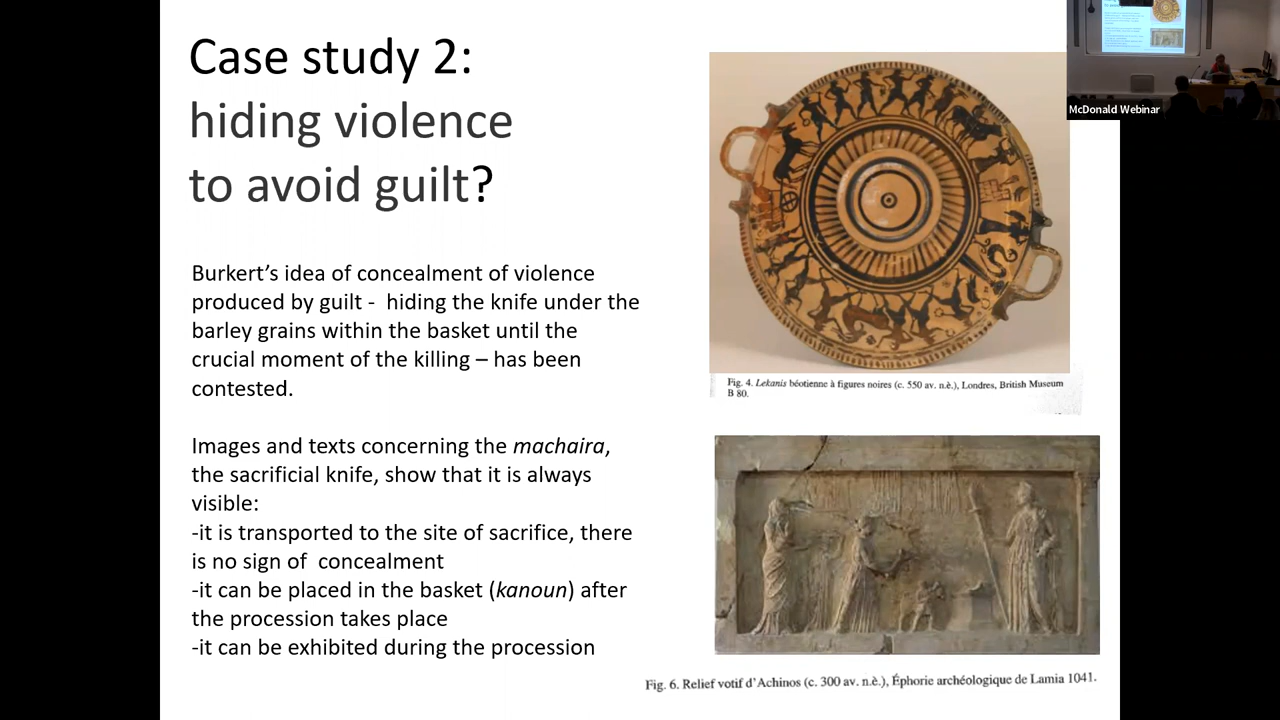 Case study 2:
hiding violence
to avoid guilt?
Burkert’s idea of concealment of violence
produced by guilt -  hiding the knife under the
barley grains within the basket until the
crucial moment of the killing – has been
contested.
Images and texts concerning the machaira,
the sacrificial knife, show that it is always
visible:
-it is transported to the site of sacrifice, there
is no sign of  concealment
-it can be placed in the basket (kanoun) after
the procession takes place
-it can be exhibited during the procession
Fig. 4. Lekanis béotienne à figures noires (c. 550 av. n.è.), Londres, British Museum
B 80.
Fig. 6. Relief votif d’Achinos (c. 300 av. n.è.), Éphorie archéologique de Lamia 1041.
McDonald Webinar